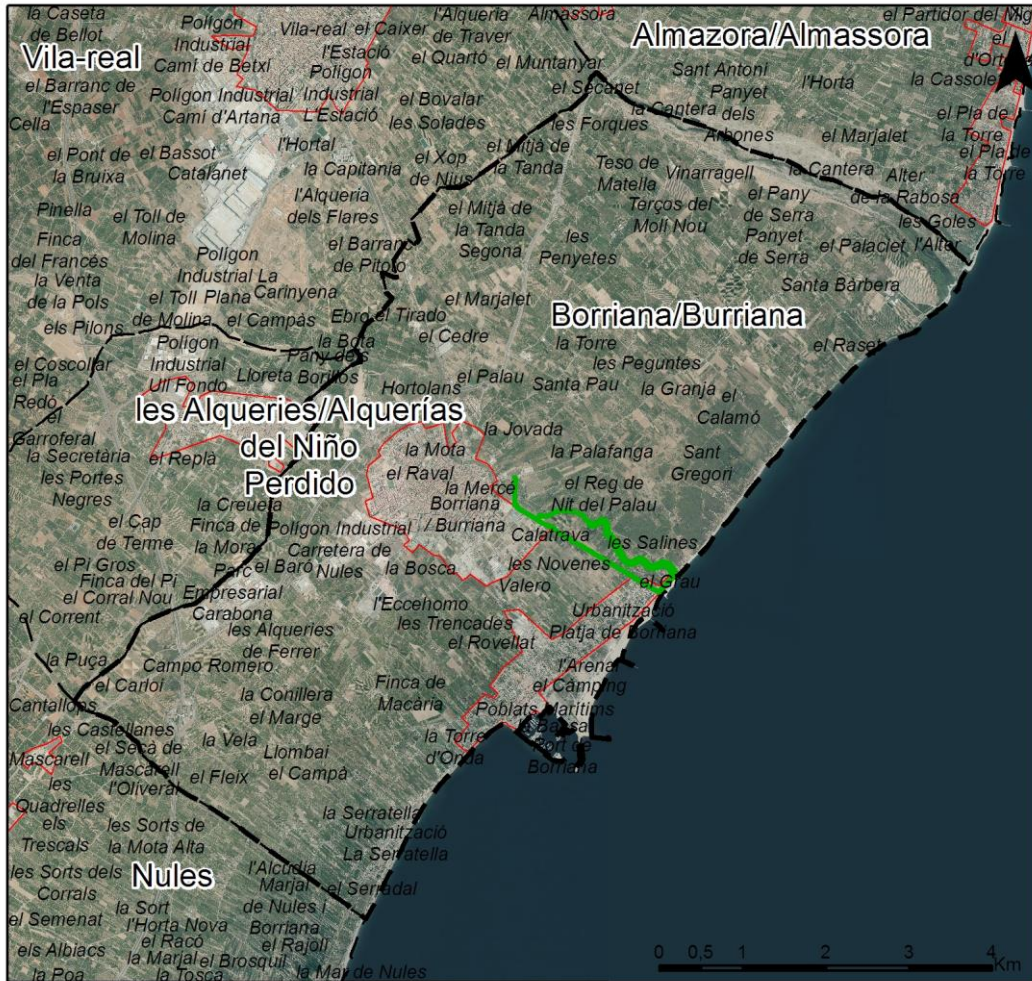 la Caseta
de Bellot
Polígon
Industrial
Camí de Betxí
Vila-real
l'Estació
Polígon
Industrial
L'Estació
el Caixer
l'Alqueria
de Traver
el Quartó
Almassora
el Muntanyar
Vila-real
Almazora/Almassora
el Partidor del Mig
el
la Cassole
el Pla de
la Torre
el Pla de
la Torre
el Barranc de
l'Espaser
Cella
Polígon Industrial
Camí d'Artana
el Bovalar
les Solades
el Secanet
les Forques
Sant Antoni
Panyet
dels
Arbones
la Cantera
l'Horta
el Marjalet
el Pont de
la Bruixa
el Bassot
Catalanet
l'Hortal
la Capitania
l'Alqueria
dels Flares
el Xop
de Nius
el Mitjà de
la Tanda
Teso de
Matella
Vinarragell
Tarços del
Molí Nou
la Cantera
Alter
de la Rabosa
les Goles
Pinella
el Toll de
Molina
el Barranc
de Pitoro
el Mitjà de
la Tanda
Segona
les
Penyetes
el Pany
de Serra
Panyet
de Serra
el Palaciet
l'Alter
Santa Bàrbera
Finca
del Francés
la Venta
de la Pols
els Pilons
Polígon
Industrial La
Plana
el Toll
de Molina
Carinyena
el Campàs
Ebro
el Tirado
el Marjalet
el Cedre
Borriana/Burriana
la Torre
el Raset
el Coscollar
el Pla
Redó
el
Garroferal
Polígon
Industrial
Ull Fondo
la Bota
Pany dels
Borillos
Lloreta
Hortolans
el Palau
Santa Pau
les Peguntes
la Granja
el
Calamó
les Alqueries/Alquerías
del Niño
Perdido
la Secretària
les Portes
Negres
el Replà
la Jovada
la Mota
el Raval
la Mercé
la Palafanga
Sant
Gregori
el Reg de
Nit del Palau
Borriana
/ Burriana
Calatrava
les Salines
la Creueta
Finca de
la Mora
Polígon Industrial
Carretera de
Nules
el Cap
de Terme
el Pi Gros
Finca del Pi
el Corral Nou
el Corrent
Parc
Empresarial
Carabona
el Baró
la Bosca
les Novenes
Valero
el Grau
l'Eccehomo
les Trencades
el Rovellat
Urbanització
Platja de Borriana
les Alqueries
de Ferrer
la Puça
el Carloi
Campo Romero
la Conillera
el Marge
Finca de
Macària
l'Arenal
el Càmping
Poblats Marítims
la Bassa
Port de
Borriana
Cantallops
les Castellanes
el Secà de
Mascarell
l'Oliveral
Mascarell
la Vela
Llombai
el Campà
el Fleix
la Torre
d'Onda
les
Quadrelles
els
Trescals
les Sorts de
la Mota Alta
la Serratella
Urbanització
La Serratella
les Sorts dels
Corrals
Nules
l'Alcúdia
Marjal
de Nules i
Borriana
el Serradal
el Semenat
la Sort
l'Horta Nova
el Racó
el Rajolí
els Albiacs
la Marjal
el Brosquil
la Poa
la Tosca
la Mar de Nules
0 0,5 1 2 3 4
Km